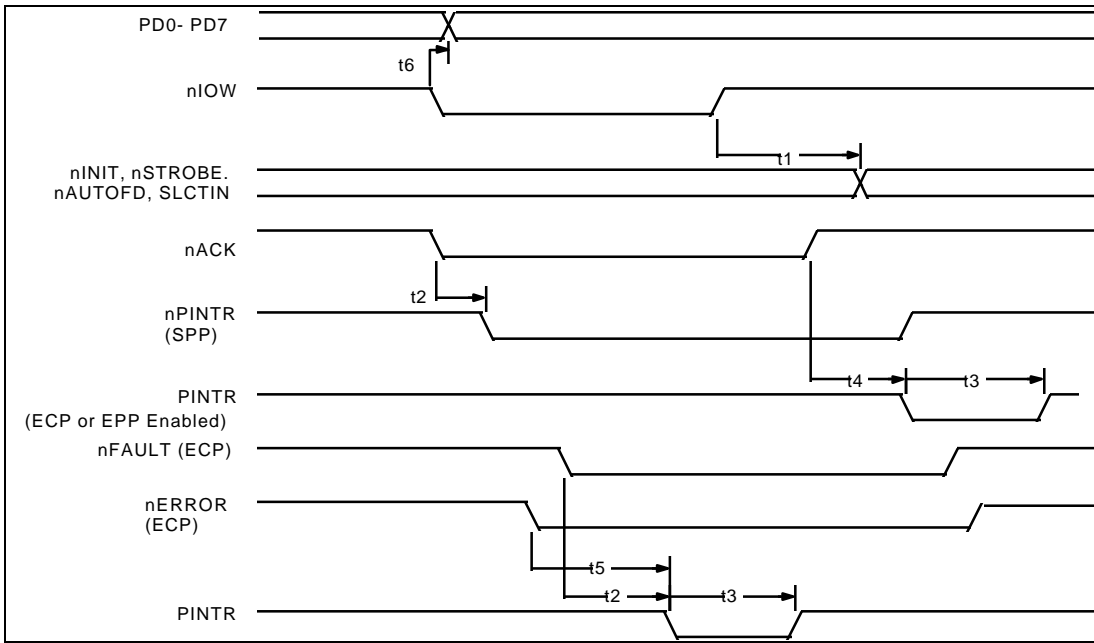 PD0- PD7
t6
nIOW
t1
nINIT, nSTROBE.
nAUTOFD, SLCTIN
nACK
t2
nPINTR
(SPP)
t4
t3
PINTR
(ECP or EPP Enabled)
nFAULT (ECP)
nERROR
(ECP)
t5
t2
t3
PINTR